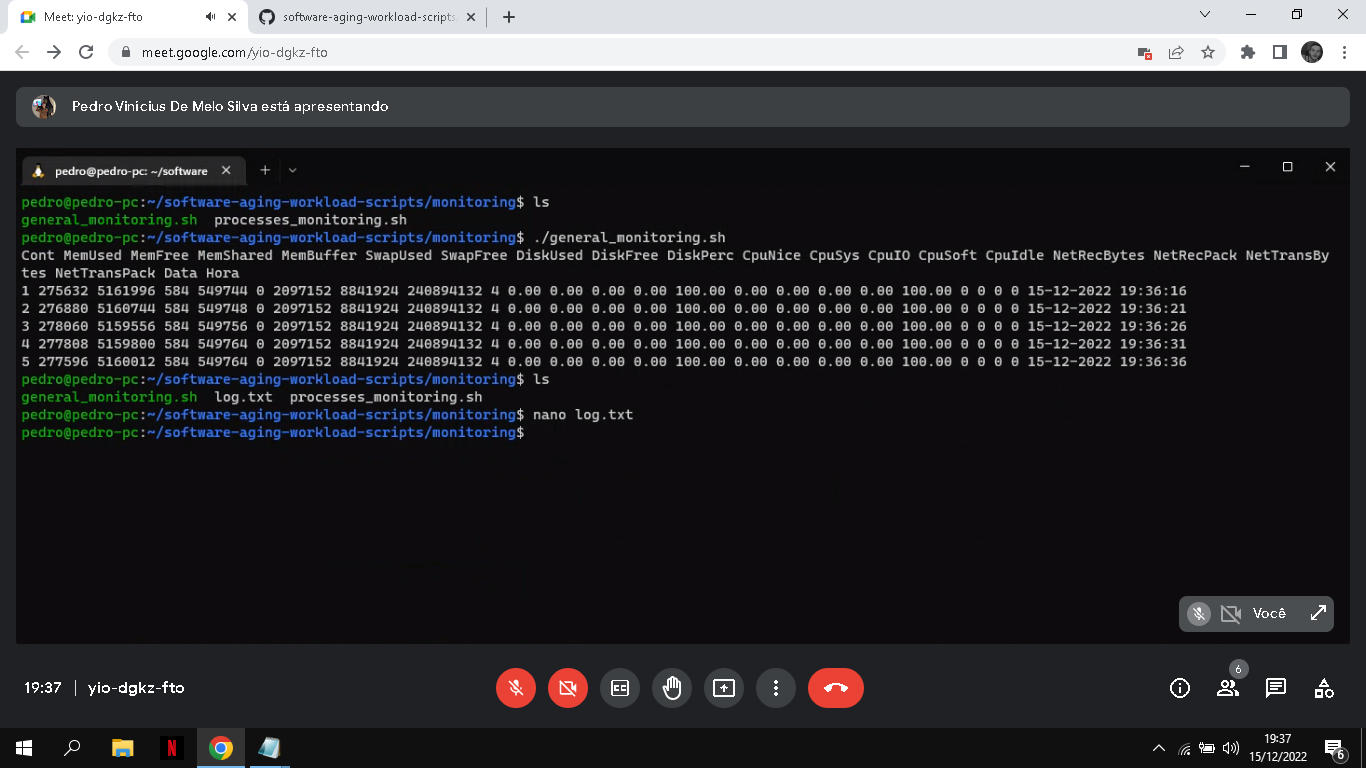 Meet: yio-dgkz-fto
software-aging-workload-scripts
meet.google.com/yio-dgkz-fto
Pedro Vinícius De Melo Silva está apresentando
pedro@pedro-pc: ~/software
pedro@pedro-pc:~/software-aging-workload-scripts/monitoring$ ls
general_monitoring.sh  processes_monitoring.sh
pedro@pedro-pc:~/software-aging-workload-scripts/monitoring$ ./general_monitoring.sh
Cont MemUsed MemFree MemShared MemBuffer SwapUsed SwapFree DiskUsed DiskFree DiskPerc CpuNice CpuSys CpuIO CpuSoft CpuIdle NetRecBytes NetRecPack NetTransBy
tes NetTransPack Data Hora
1 275632 5161996 584 549744 0 2097152 8841924 240894132 4 0.00 0.00 0.00 0.00 100.00 0.00 0.00 0.00 0.00 100.00 0 0 0 0 15-12-2022 19:36:16
2 276880 5160744 584 549748 0 2097152 8841924 240894132 4 0.00 0.00 0.00 0.00 100.00 0.00 0.00 0.00 0.00 100.00 0 0 0 0 15-12-2022 19:36:21
3 278060 5159556 584 549756 0 2097152 8841924 240894132 4 0.00 0.00 0.00 0.00 100.00 0.00 0.00 0.00 0.00 100.00 0 0 0 0 15-12-2022 19:36:26
4 277808 5159800 584 549764 0 2097152 8841924 240894132 4 0.00 0.00 0.00 0.00 100.00 0.00 0.00 0.00 0.00 100.00 0 0 0 0 15-12-2022 19:36:31
5 277596 5160012 584 549764 0 2097152 8841924 240894132 4 0.00 0.00 0.00 0.00 100.00 0.00 0.00 0.00 0.00 100.00 0 0 0 0 15-12-2022 19:36:36
pedro@pedro-pc:~/software-aging-workload-scripts/monitoring$ ls
general_monitoring.sh  log.txt  processes_monitoring.sh
pedro@pedro-pc:~/software-aging-workload-scripts/monitoring$ nano log.txt
pedro@pedro-pc:~/software-aging-workload-scripts/monitoring$
Você
19:37 | yio-dgkz-fto
CC
6
N
19:37
15/12/2022
6